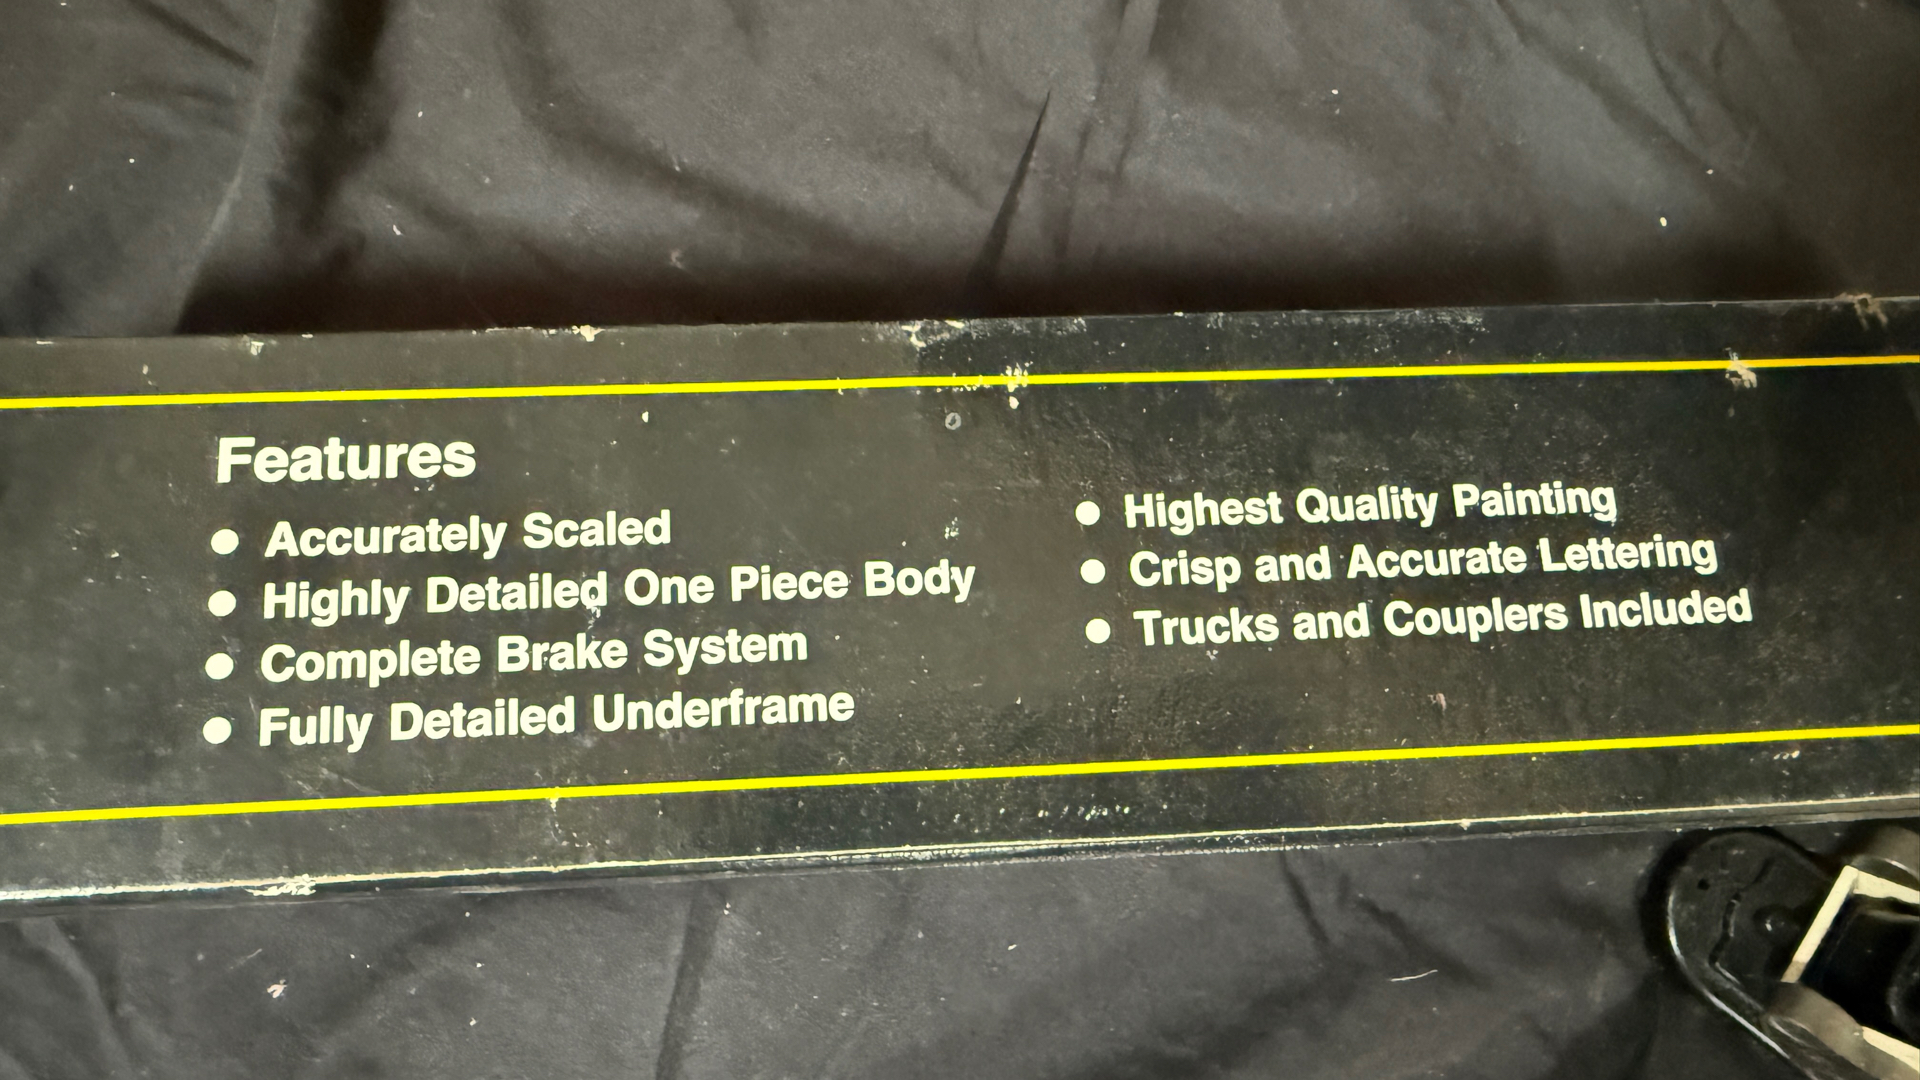 Features
● Accurately Scaled
● Highly Detailed One Piece Body
● Complete Brake System
● Fully Detailed Underframe
● Highest Quality Painting
● Crisp and Accurate Lettering
● Trucks and Couplers Included